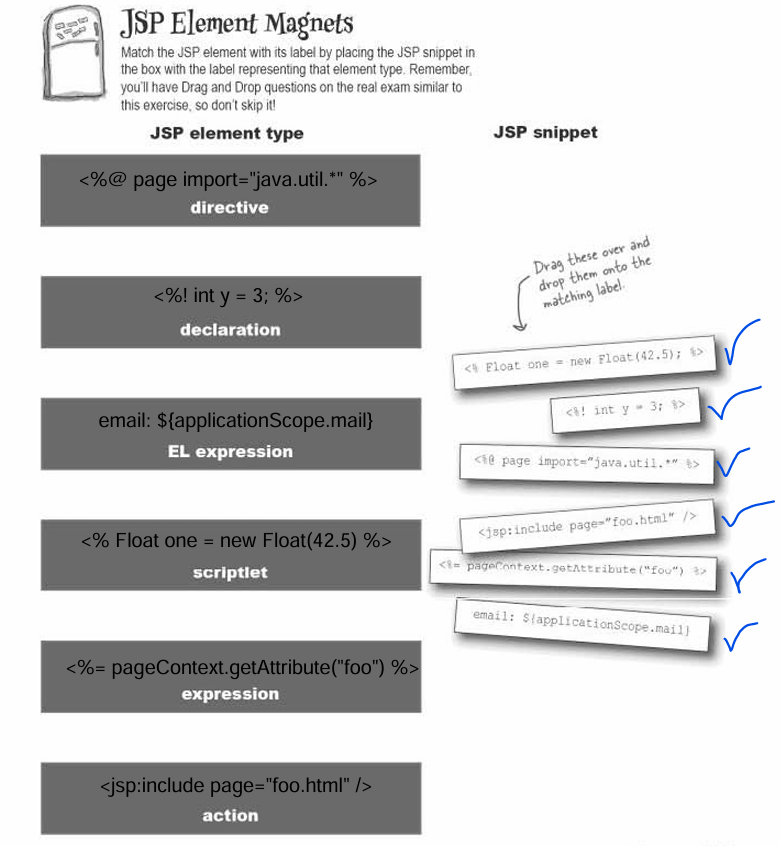 JSP Element Magnets
Match the JSP element with its label by placing the JSP snippet in
the box with the label representing that element type. Remember,
you'll have Drag and Drop questions on the real exam similar to
this exercise, so don't skip it!
JSP element type
JSP snippet
<%@ page import="java.util.*" %>
directive
<%! int y = 3; %>
declaration
email: ${applicationScope.mail}
EL expression
<% Float one = new Float(42.5) %>
scriptlet
<%= pageContext.getAttribute("foo") %>
expression
<jsp:include page="foo.html" />
action
Drag these over and
drop them onto the
matching label.
<% Float one = new Float(42.5); %>
<%! int y = 3; %>
<%@ page import="java.util.*" %>
<jsp:include page="foo.html" />
<%= pageContext.getAttribute("foo") %>
email: ${applicationScope.mail}